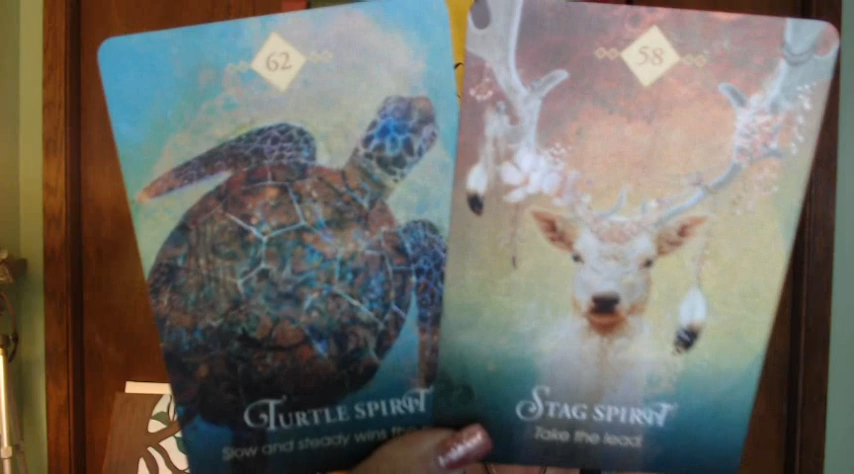 62
TURTLE SPIRIT
Slow and steady wins the
58
STAG SPIRIT
Take the lead!